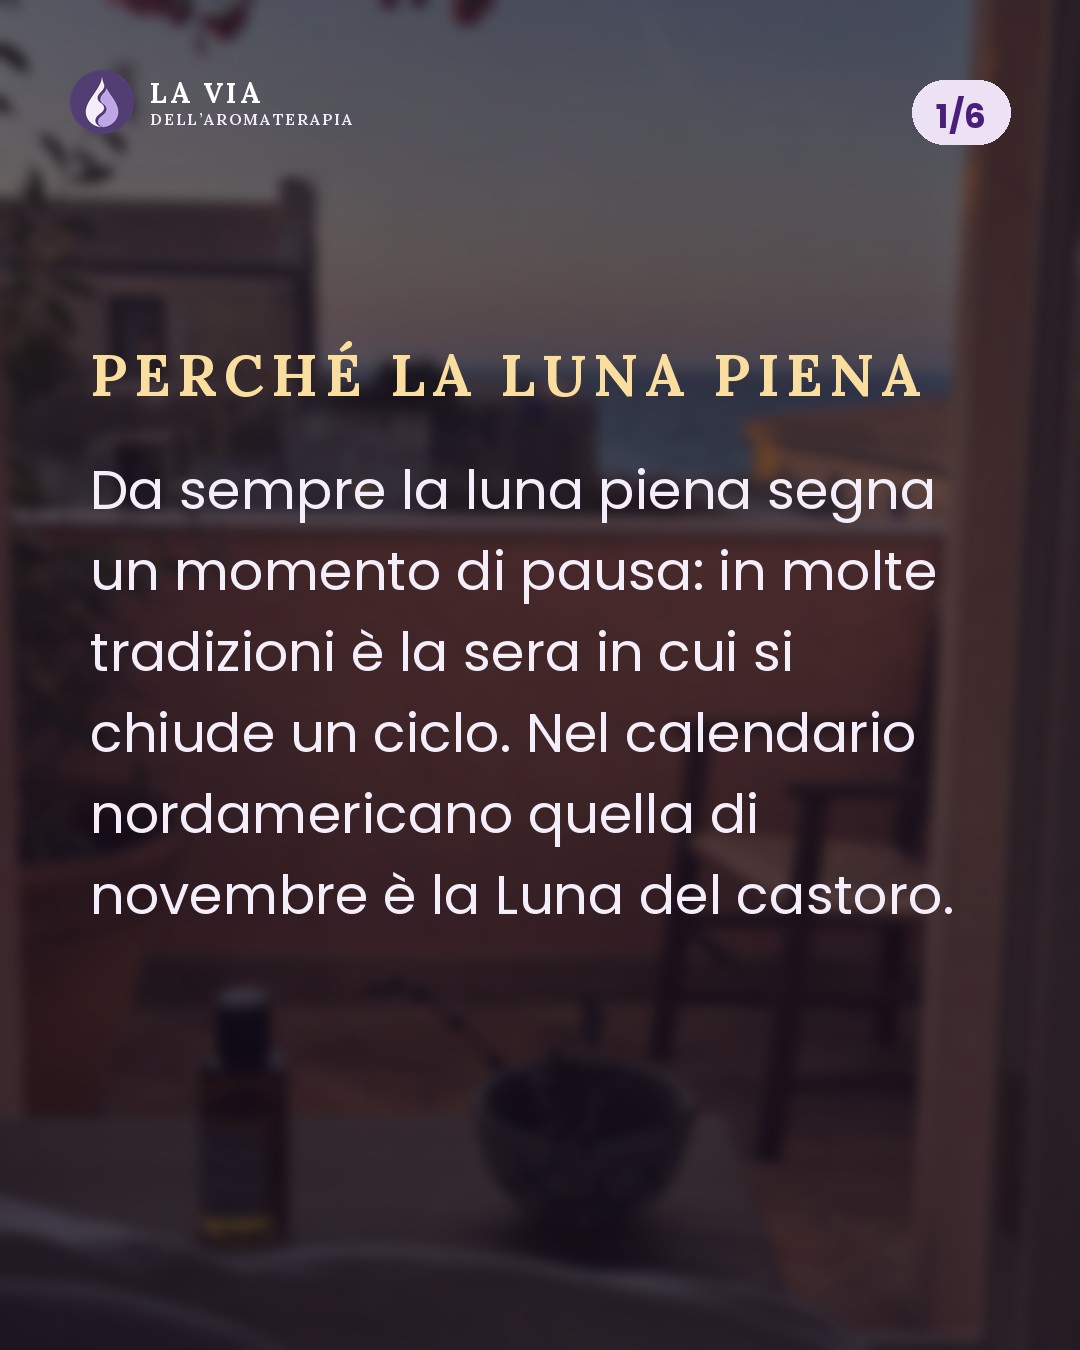 LA VIA
DELL'AROMATERAPIA
1/6
PERCHÉ LA LUNA PIENA
Da sempre la luna piena segna
un momento di pausa: in molte
tradizioni è la sera in cui si
chiude un ciclo. Nel calendario
nordamericano quella di
novembre è la Luna del castoro.